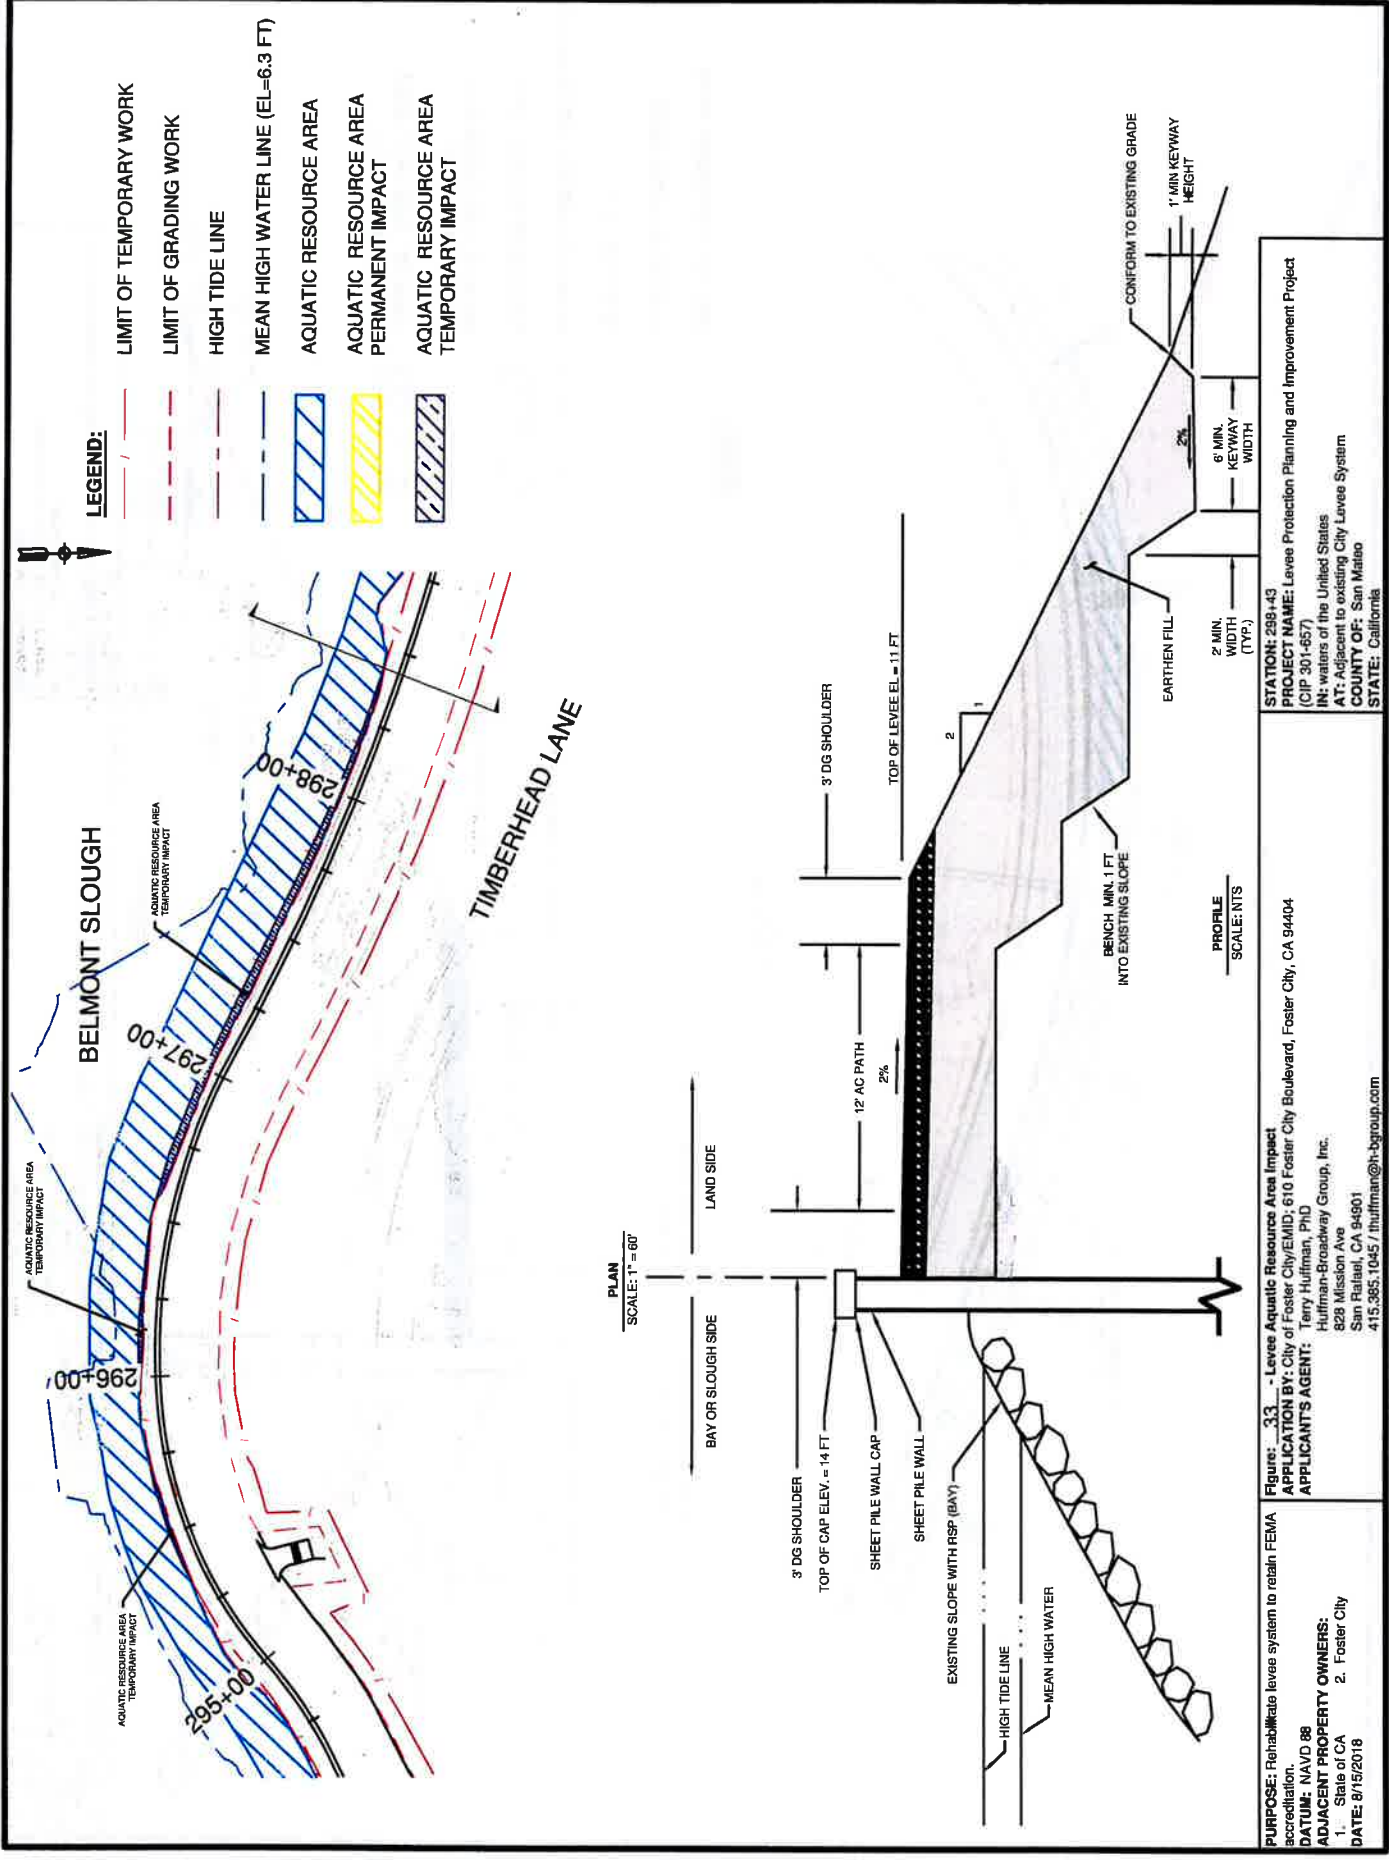 BELMONT SLOUGH
AQUATIC RESOURCE AREA
TEMPORARY IMPACT
AQUATIC RESOURCE AREA
TEMPORARY IMPACT
AQUATIC RESOURCE AREA
TEMPORARY IMPACT
295+00
296+00
297+00
298+00
TIMBERHEAD LANE
LEGEND:
LIMIT OF TEMPORARY WORK
LIMIT OF GRADING WORK
HIGH TIDE LINE
MEAN HIGH WATER LINE (EL=6.3 FT)
AQUATIC RESOURCE AREA
AQUATIC RESOURCE AREA
PERMANENT IMPACT
AQUATIC RESOURCE AREA
TEMPORARY IMPACT
PLAN
SCALE: 1" = 60'
BAY OR SLOUGH SIDE
LAND SIDE
3' DG SHOULDER
TOP OF CAP ELEV. = 14 FT
SHEET PILE WALL CAP
SHEET PILE WALL
EXISTING SLOPE WITH RSP (BAY)
HIGH TIDE LINE
MEAN HIGH WATER
12' AC PATH
2%
3' DG SHOULDER
TOP OF LEVEE EL = 11 FT
2
1
BENCH MIN. 1 FT
INTO EXISTING SLOPE
EARTHEN FILL
CONFORM TO EXISTING GRADE
1' MIN KEYWAY
HEIGHT
2%
6' MIN.
KEYWAY
WIDTH
2' MIN.
WIDTH
(TYP.)
PROFILE
SCALE: NTS
PURPOSE: Rehabilitate levee system to retain FEMA
accreditation.
DATUM: NAVD 88
ADJACENT PROPERTY OWNERS:
1. State of CA 2. Foster City
DATE: 8/15/2018
Figure: 33 - Levee Aquatic Resource Area Impact
APPLICATION BY: City of Foster City/EMID; 610 Foster City Boulevard, Foster City, CA 94404
APPLICANT'S AGENT: Terry Huffman, PhD
Huffman-Broadway Group, Inc.
828 Mission Ave
San Rafael, CA 94901
415.385.1045 / thuffman@h-bgroup.com
STATION: 298+43
PROJECT NAME: Levee Protection Planning and Improvement Project
(CIP 301-657)
IN: waters of the United States
AT: Adjacent to existing City Levee System
COUNTY OF: San Mateo
STATE: California